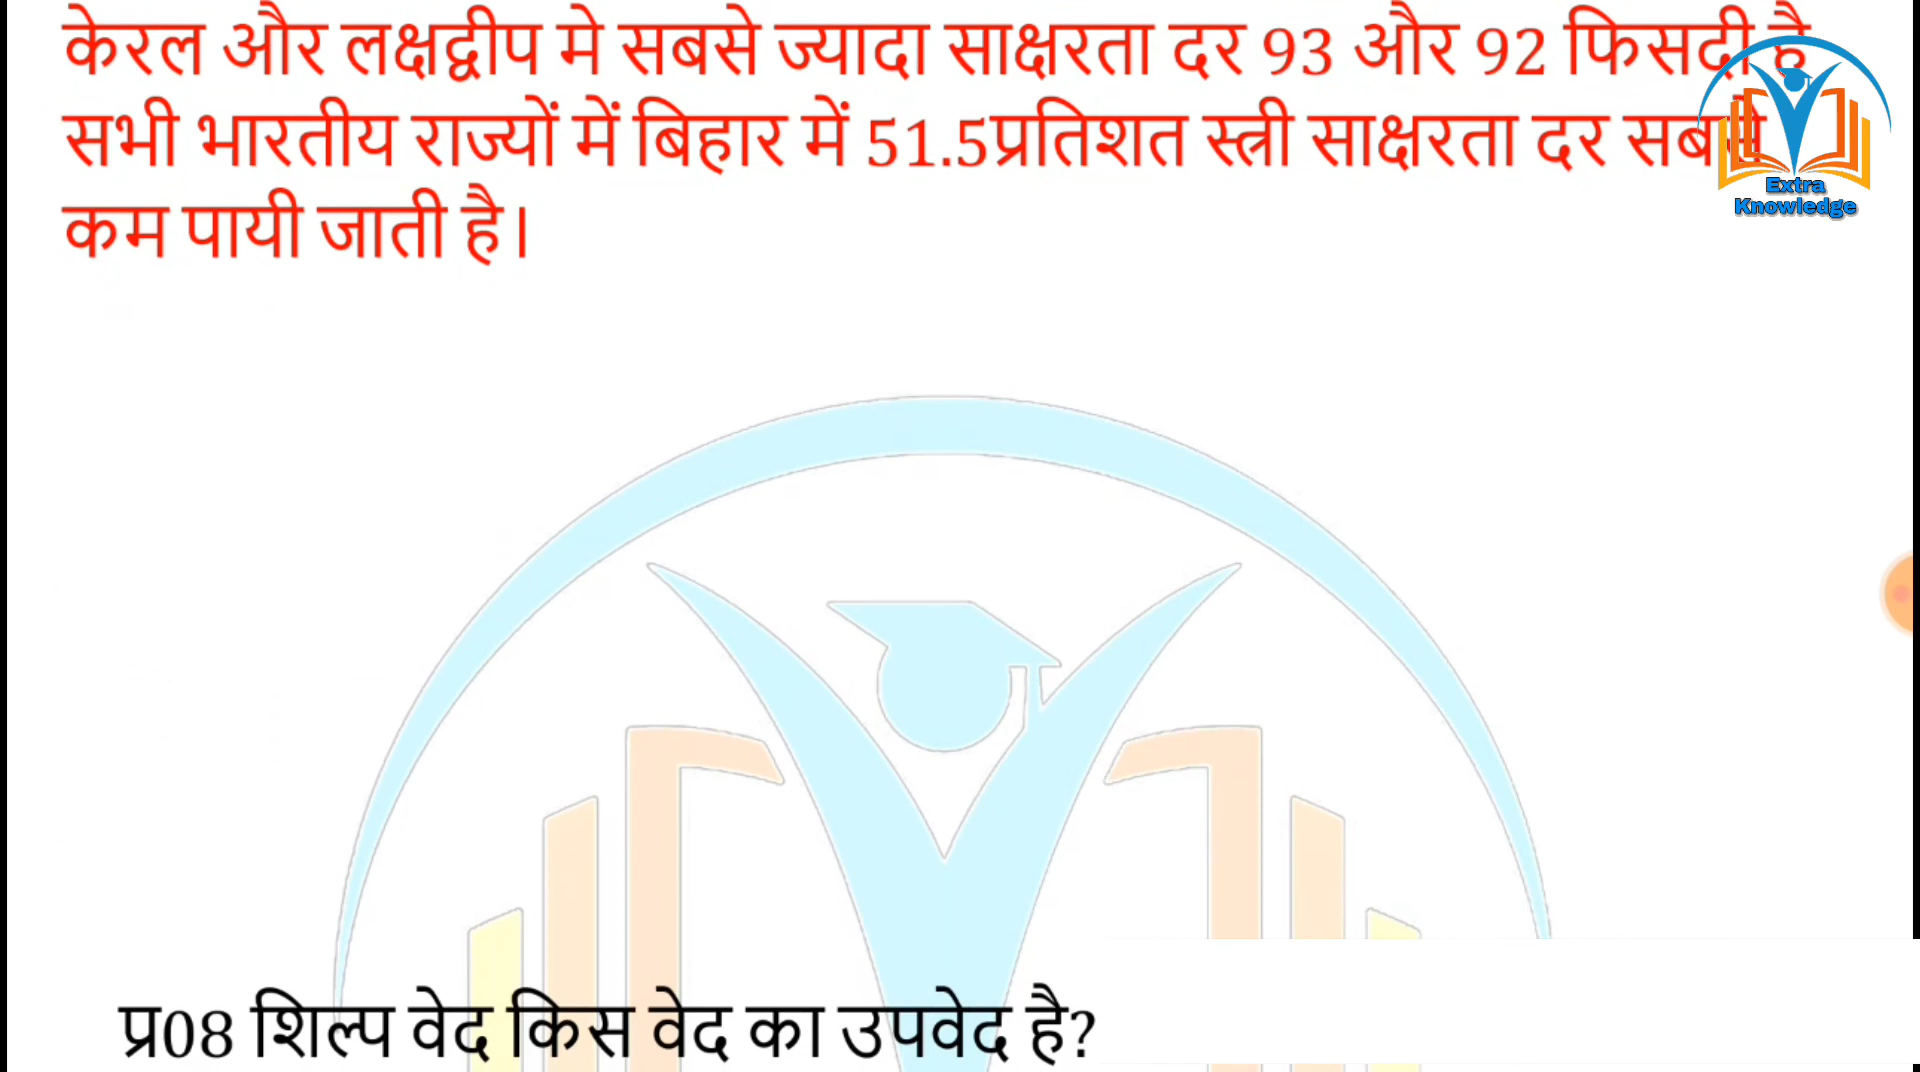 केरल और लक्षद्वीप मे सबसे ज्यादा साक्षरता दर 93 और 92 फिसदी है
सभी भारतीय राज्यों में बिहार में 51.5प्रतिशत स्त्री साक्षरता दर सबसे
कम पायी जाती है।
Extra
Knowledge
प्र08 शिल्प वेद किस वेद का उपवेद है?